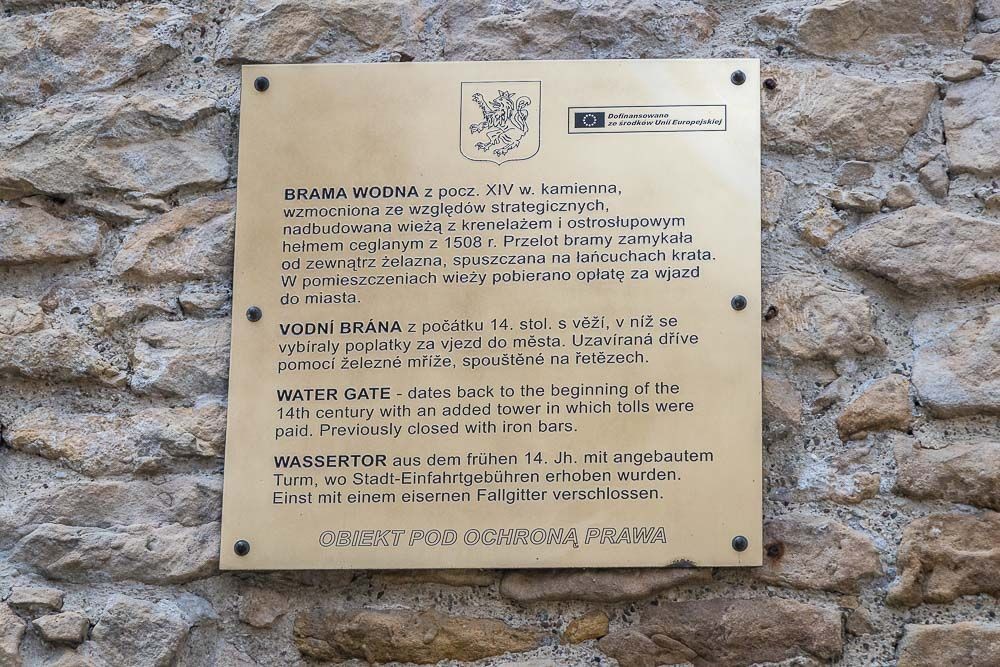 Dofinansowano
ze środków Unii Europejskiej
BRAMA WODNA z pocz. XIV w. kamienna,
wzmocniona ze względów strategicznych,
nadbudowana wieżą z krenelażem i ostrosłupowym
hełmem ceglanym z 1508 r. Przelot bramy zamykała
od zewnątrz żelazna, spuszczana na łańcuchach krata.
W pomieszczeniach wieży pobierano opłatę za wjazd
do miasta.
VODNÍ BRÁNA z počátku 14. stol. s věží, v níž se
vybíraly poplatky za vjezd do města. Uzavíraná dříve
pomocí železné mříže, spouštěné na řetězech.
WATER GATE - dates back to the beginning of the
14th century with an added tower in which tolls were
paid. Previously closed with iron bars.
WASSERTOR aus dem frühen 14. Jh. mit angebautem
Turm, wo Stadt-Einfahrtgebühren erhoben wurden.
Einst mit einem eisernen Fallgitter verschlossen.
OBIEKT POD OCHRONĄ PRAWA